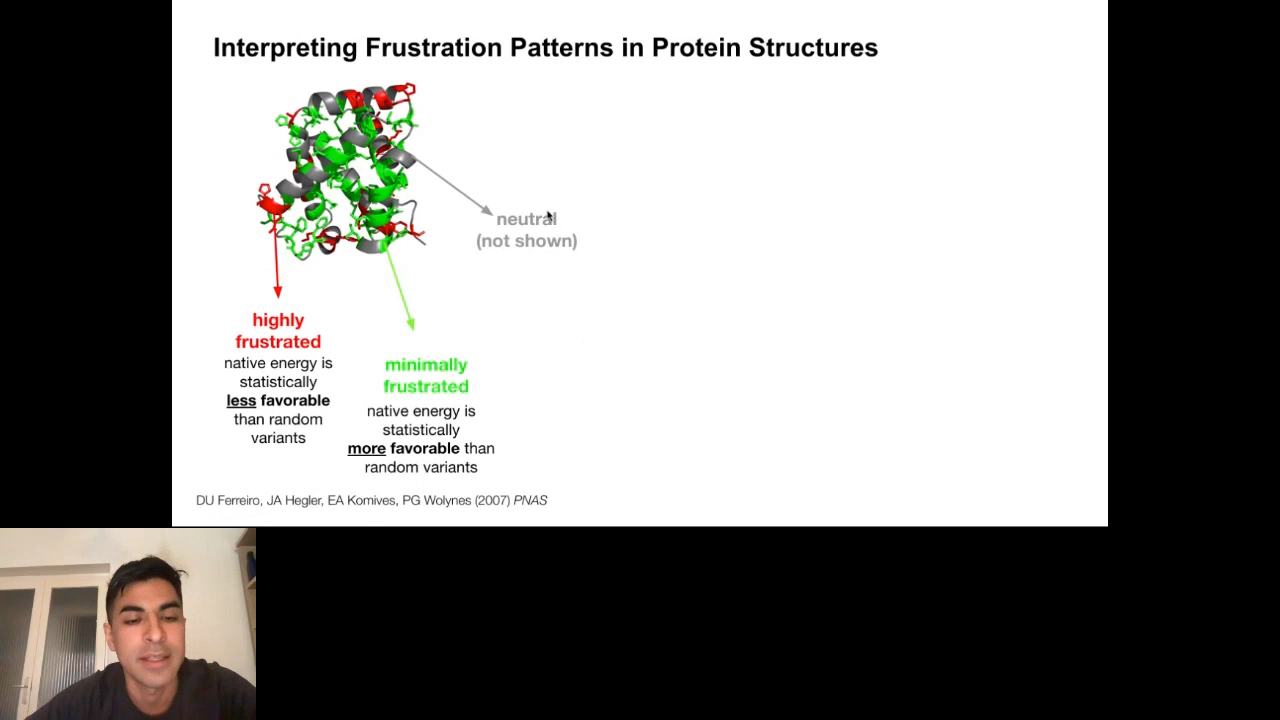 Interpreting Frustration Patterns in Protein Structures
neutral
(not shown)
highly
frustrated
native energy is
statistically
less favorable
than random
variants
minimally
frustrated
native energy is
statistically
more favorable than
random variants
DU Ferreiro, JA Hegler, EA Komives, PG Wolynes (2007) PNAS